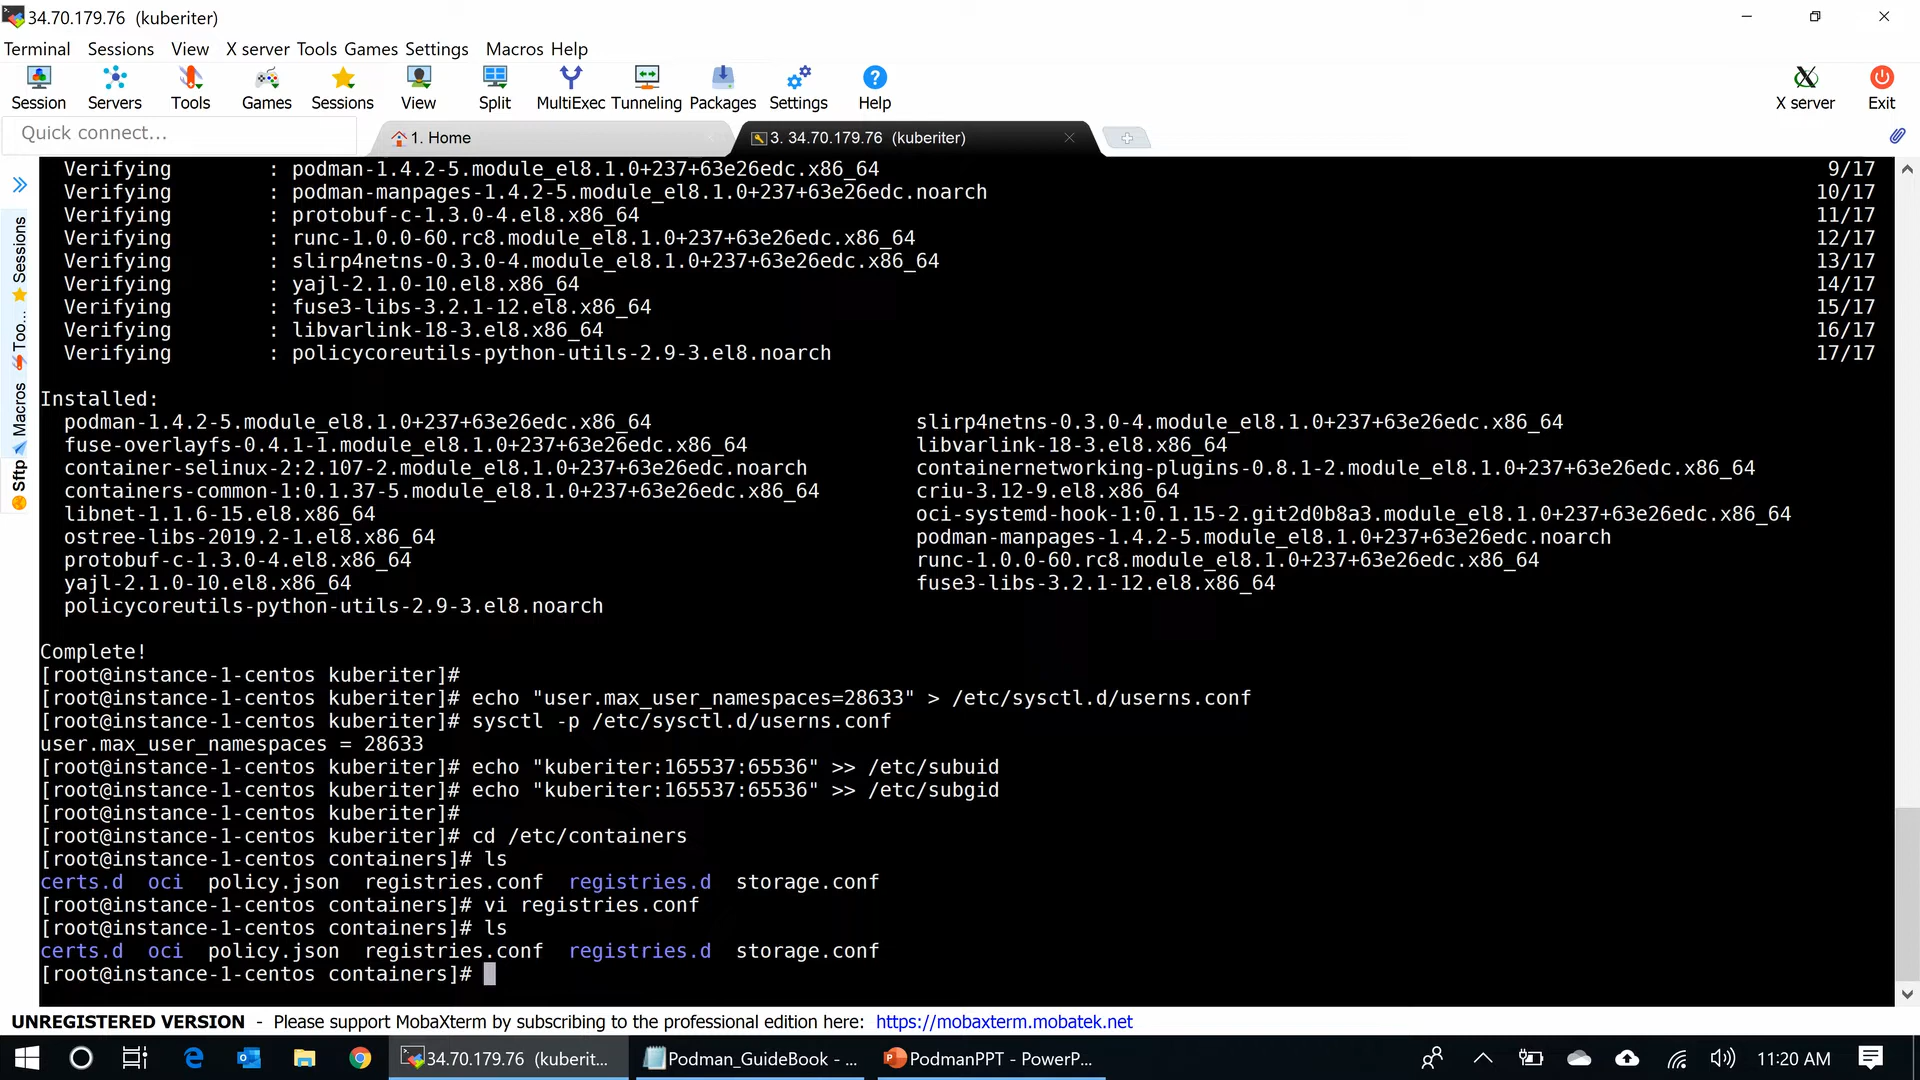 34.70.179.76 (kuberiter)
Terminal Sessions View X server Tools Games Settings Macros Help
Session Servers Tools Games Sessions View Split MultiExec Tunneling Packages Settings Help X server Exit
Quick connect...
1. Home
3. 34.70.179.76 (kuberiter)
Sessions
Too...
Macros
Sftp
Verifying : podman-1.4.2-5.module_el8.1.0+237+63e26edc.x86_64 9/17
Verifying : podman-manpages-1.4.2-5.module_el8.1.0+237+63e26edc.noarch 10/17
Verifying : protobuf-c-1.3.0-4.el8.x86_64 11/17
Verifying : runc-1.0.0-60.rc8.module_el8.1.0+237+63e26edc.x86_64 12/17
Verifying : slirp4netns-0.3.0-4.module_el8.1.0+237+63e26edc.x86_64 13/17
Verifying : yajl-2.1.0-10.el8.x86_64 14/17
Verifying : fuse3-libs-3.2.1-12.el8.x86_64 15/17
Verifying : libvarlink-18-3.el8.x86_64 16/17
Verifying : policycoreutils-python-utils-2.9-3.el8.noarch 17/17
Installed:
podman-1.4.2-5.module_el8.1.0+237+63e26edc.x86_64 slirp4netns-0.3.0-4.module_el8.1.0+237+63e26edc.x86_64
fuse-overlayfs-0.4.1-1.module_el8.1.0+237+63e26edc.x86_64 libvarlink-18-3.el8.x86_64
container-selinux-2:2.107-2.module_el8.1.0+237+63e26edc.noarch containernetworking-plugins-0.8.1-2.module_el8.1.0+237+63e26edc.x86_64
containers-common-1:0.1.37-5.module_el8.1.0+237+63e26edc.x86_64 criu-3.12-9.el8.x86_64
libnet-1.1.6-15.el8.x86_64 oci-systemd-hook-1:0.1.15-2.git2d0b8a3.module_el8.1.0+237+63e26edc.x86_64
ostree-libs-2019.2-1.el8.x86_64 podman-manpages-1.4.2-5.module_el8.1.0+237+63e26edc.noarch
protobuf-c-1.3.0-4.el8.x86_64 runc-1.0.0-60.rc8.module_el8.1.0+237+63e26edc.x86_64
yajl-2.1.0-10.el8.x86_64 fuse3-libs-3.2.1-12.el8.x86_64
policycoreutils-python-utils-2.9-3.el8.noarch
Complete!
[root@instance-1-centos kuberiter]#
[root@instance-1-centos kuberiter]# echo "user.max_user_namespaces=28633" > /etc/sysctl.d/userns.conf
[root@instance-1-centos kuberiter]# sysctl -p /etc/sysctl.d/userns.conf
user.max_user_namespaces = 28633
[root@instance-1-centos kuberiter]# echo "kuberiter:165537:65536" >> /etc/subuid
[root@instance-1-centos kuberiter]# echo "kuberiter:165537:65536" >> /etc/subgid
[root@instance-1-centos kuberiter]#
[root@instance-1-centos kuberiter]# cd /etc/containers
[root@instance-1-centos containers]# ls
certs.d oci policy.json registries.conf registries.d storage.conf
[root@instance-1-centos containers]# vi registries.conf
[root@instance-1-centos containers]# ls
certs.d oci policy.json registries.conf registries.d storage.conf
[root@instance-1-centos containers]#
UNREGISTERED VERSION - Please support MobaXterm by subscribing to the professional edition here: https://mobaxterm.mobatek.net
34.70.179.76 (kuberit... Podman_GuideBook - ... PodmanPPT - PowerP... 11:20 AM